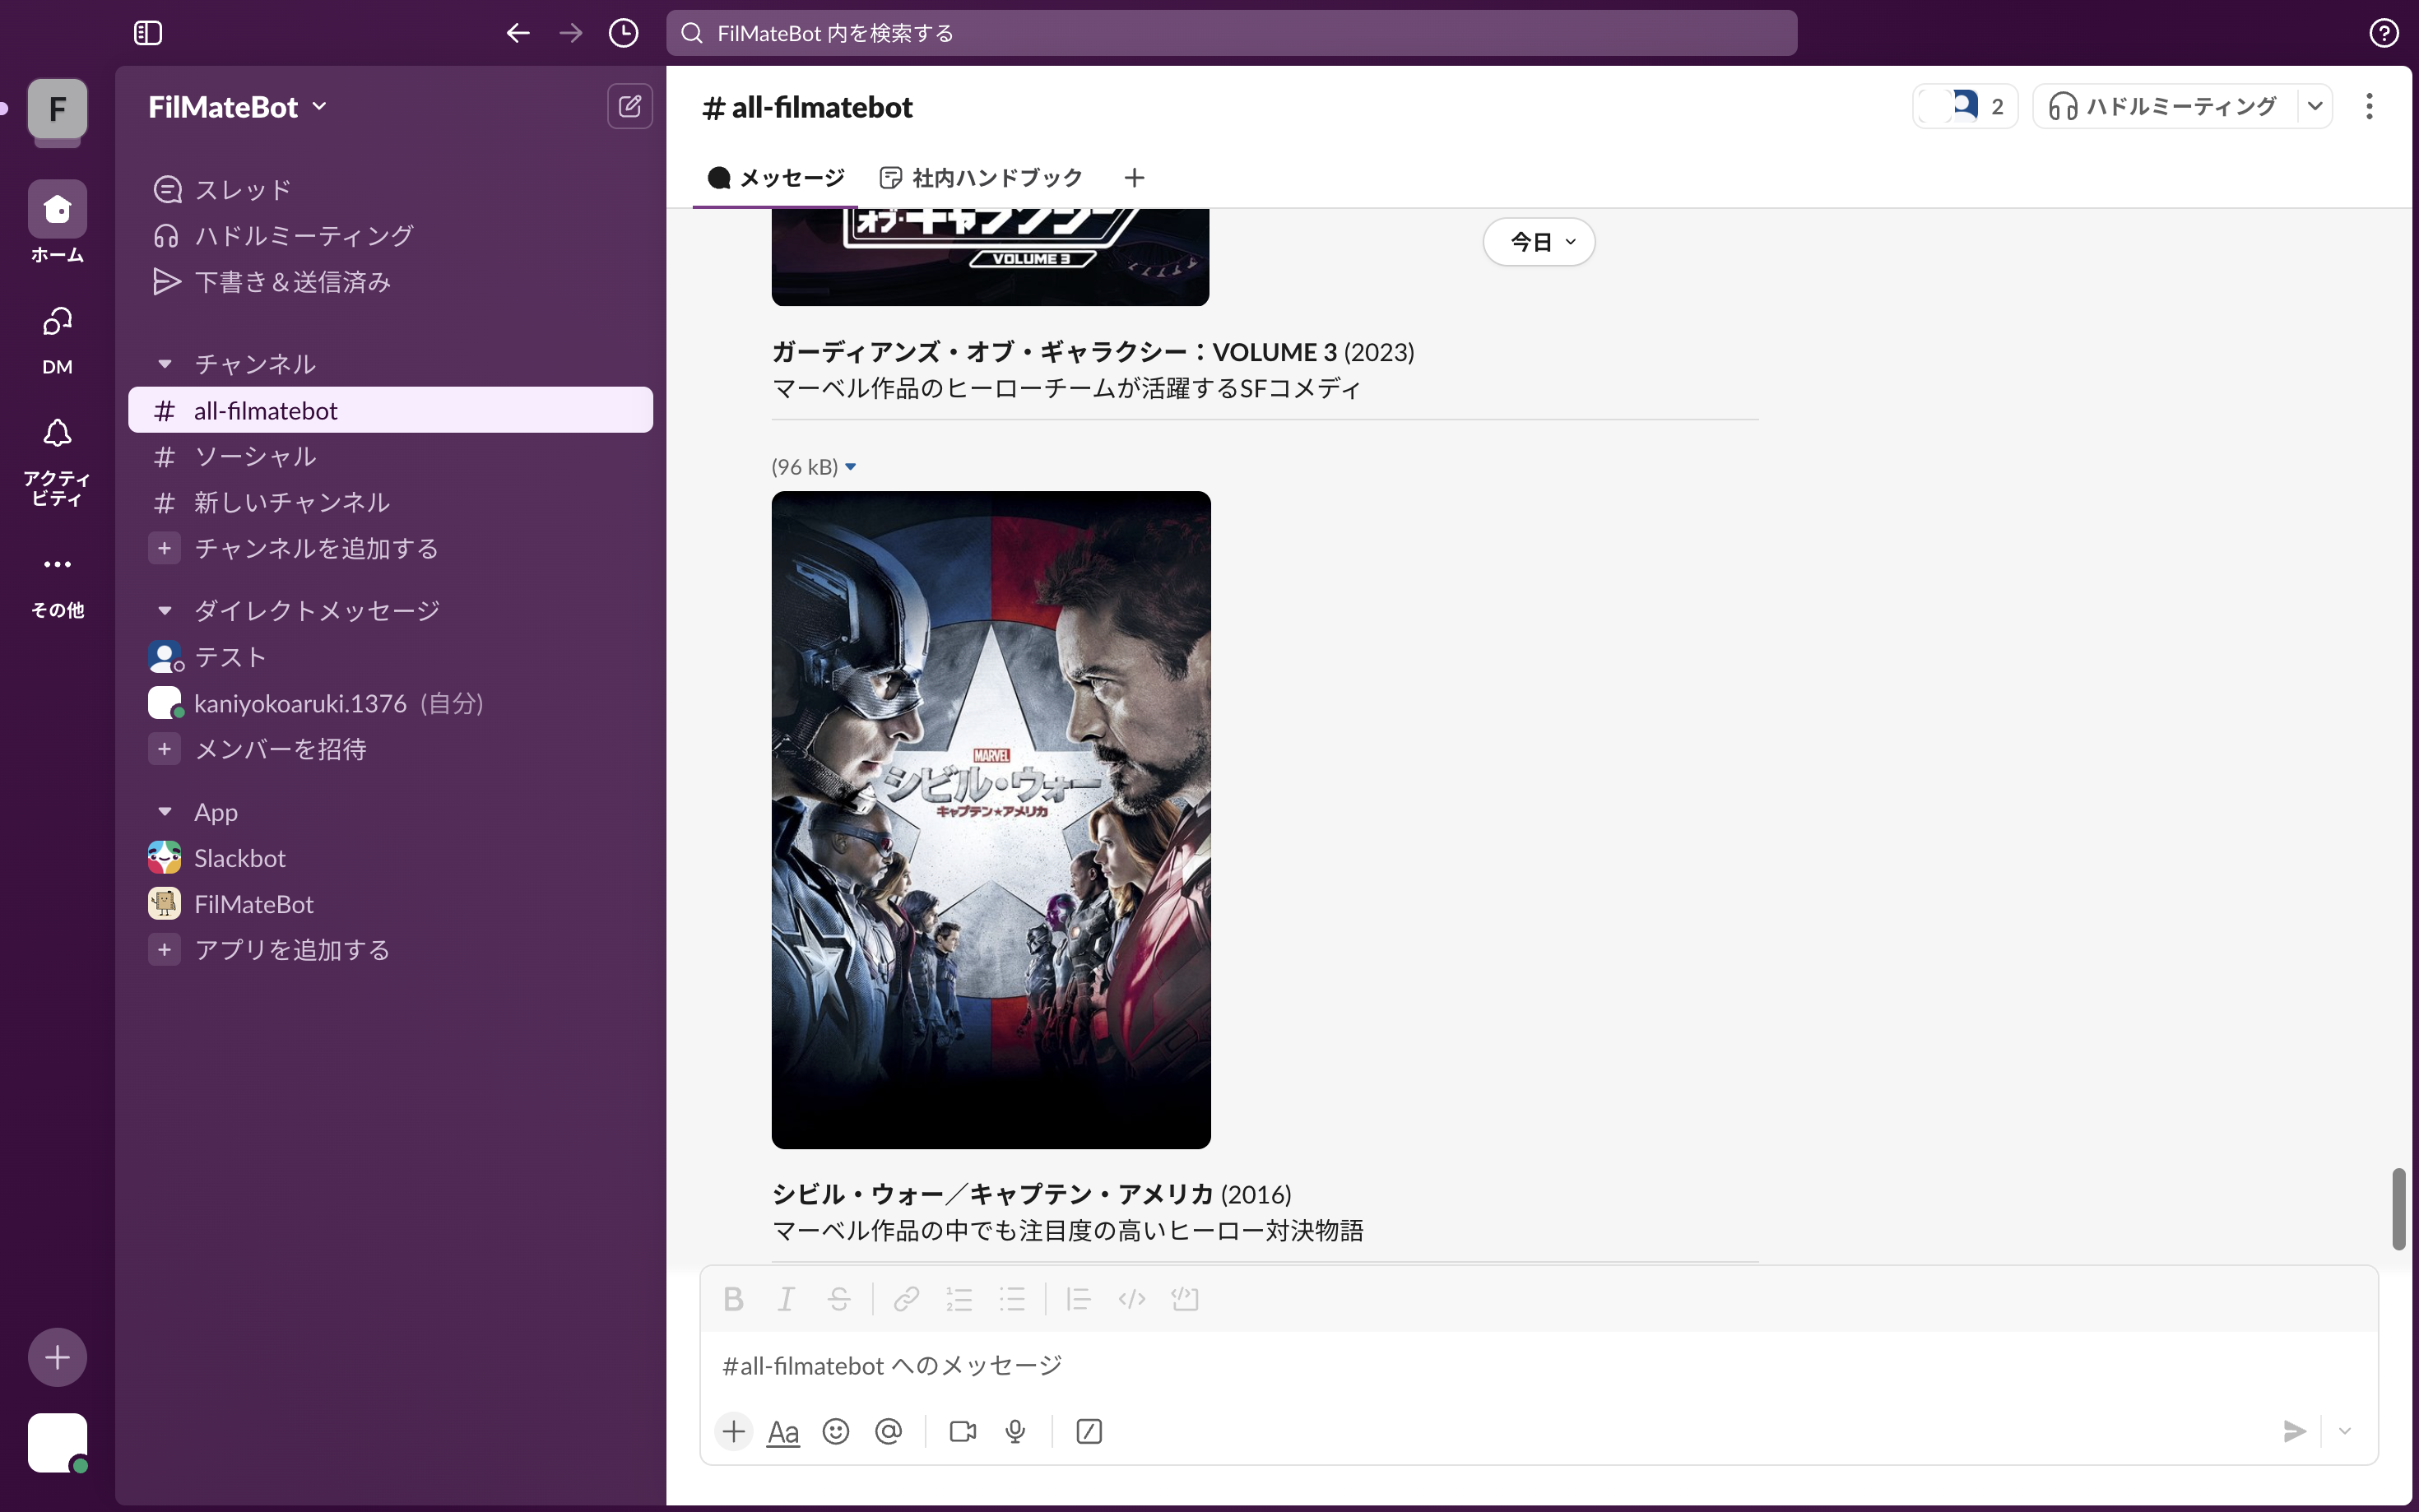 FilMateBot 内を検索する
F
ホーム
DM
アクティ
ビティ
その他
FilMateBot
スレッド
ハドルミーティング
下書き＆送信済み
チャンネル
# all-filmatebot
# ソーシャル
# 新しいチャンネル
+ チャンネルを追加する
ダイレクトメッセージ
テスト
kaniyokoaruki.1376 (自分)
+ メンバーを招待
App
Slackbot
FilMateBot
+ アプリを追加する
# all-filmatebot
2
ハドルミーティング
メッセージ
社内ハンドブック
+
今日
オブ・ギャラクシー
VOLUME 3
ガーディアンズ・オブ・ギャラクシー：VOLUME 3 (2023)
マーベル作品のヒーローチームが活躍するSFコメディ
(96 kB)
MARVEL
シビル・ウォー
キャプテン★アメリカ
シビル・ウォー／キャプテン・アメリカ (2016)
マーベル作品の中でも注目度の高いヒーロー対決物語
#all-filmatebot へのメッセージ
Aa